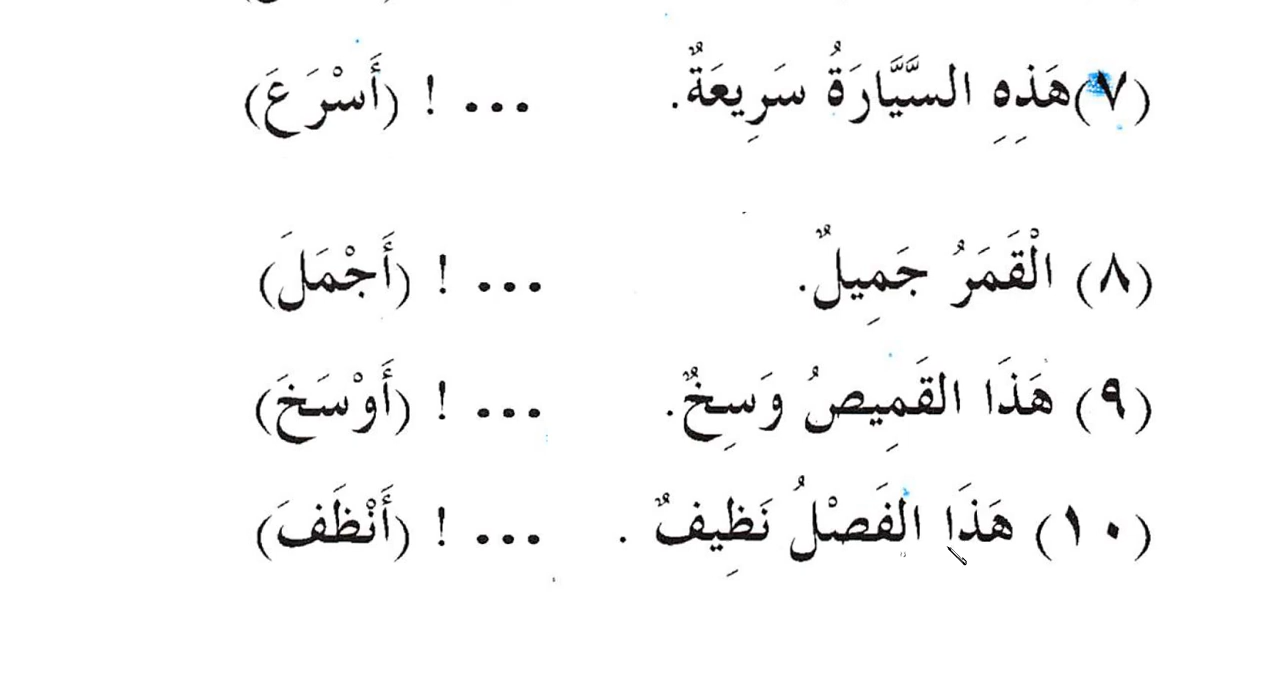 (٧) هَذِهِ السَّيَّارَةُ سَرِيعَةٌ. ... ! (أَسْرَعَ)
(٨) الْقَمَرُ جَمِيلٌ. ... ! (أَجْمَلَ)
(٩) هَذَا القَمِيصُ وَسِخٌ. ... ! (أَوْسَخَ)
(١٠) هَذَا الفَصْلُ نَظِيفٌ . ... ! (أَنْظَفَ)